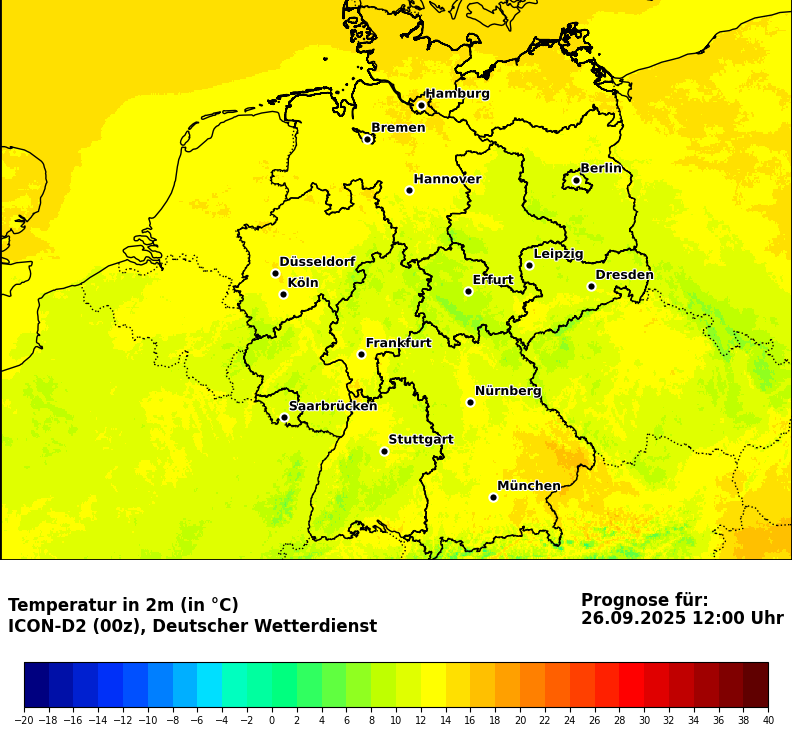 Hamburg
Bremen
Berlin
Hannover
Leipzig
Düsseldorf
Dresden
Köln
Erfurt
Frankfurt
Nürnberg
Saarbrücken
Stuttgart
München
Temperatur in 2m (in °C)
ICON-D2 (00z), Deutscher Wetterdienst
Prognose für:
26.09.2025 12:00 Uhr
−20 −18 −16 −14 −12 −10 −8 −6 −4 −2 0 2 4 6 8 10 12 14 16 18 20 22 24 26 28 30 32 34 36 38 40